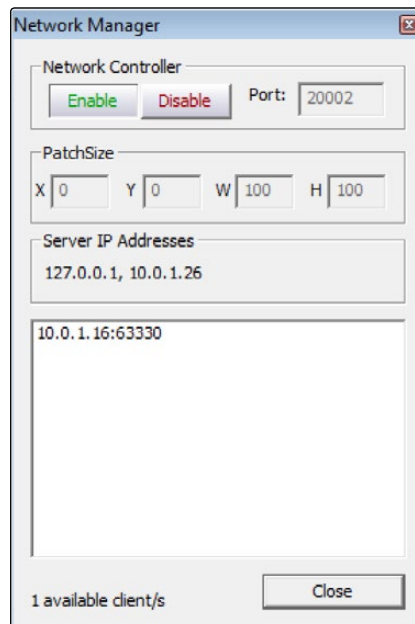 Network Manager
Network Controller
Enable Disable Port: 20002
PatchSize
X 0 Y 0 W 100 H 100
Server IP Addresses
127.0.0.1, 10.0.1.26
10.0.1.16:63330
1 available client/s Close